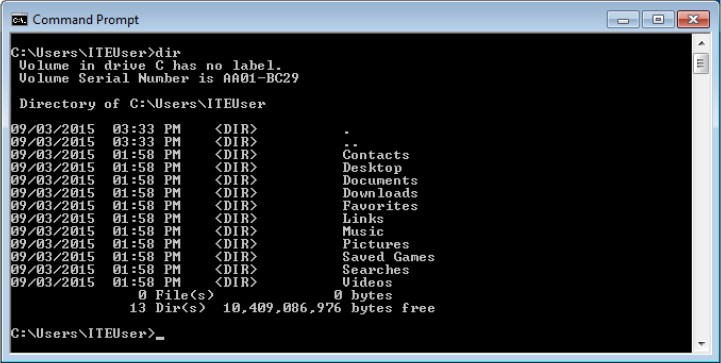 Command Prompt
C:\Users\ITEUser>dir
 Volume in drive C has no label.
 Volume Serial Number is AA01-BC29

 Directory of C:\Users\ITEUser

09/03/2015  03:33 PM    <DIR>          .
09/03/2015  03:33 PM    <DIR>          ..
09/03/2015  01:58 PM    <DIR>          Contacts
09/03/2015  01:58 PM    <DIR>          Desktop
09/03/2015  01:58 PM    <DIR>          Documents
09/03/2015  01:58 PM    <DIR>          Downloads
09/03/2015  01:58 PM    <DIR>          Favorites
09/03/2015  01:58 PM    <DIR>          Links
09/03/2015  01:58 PM    <DIR>          Music
09/03/2015  01:58 PM    <DIR>          Pictures
09/03/2015  01:58 PM    <DIR>          Saved Games
09/03/2015  01:58 PM    <DIR>          Searches
09/03/2015  01:58 PM    <DIR>          Videos
               0 File(s)              0 bytes
              13 Dir(s)  10,409,086,976 bytes free

C:\Users\ITEUser>_